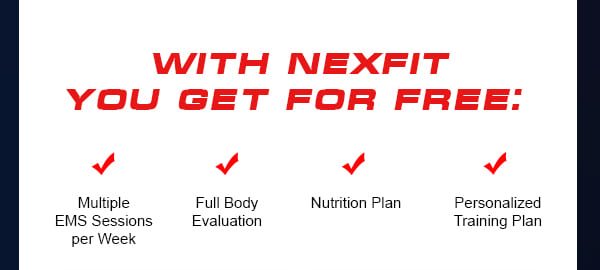 WITH NEXFIT
YOU GET FOR FREE:
Multiple
EMS Sessions
per Week
Full Body
Evaluation
Nutrition Plan
Personalized
Training Plan